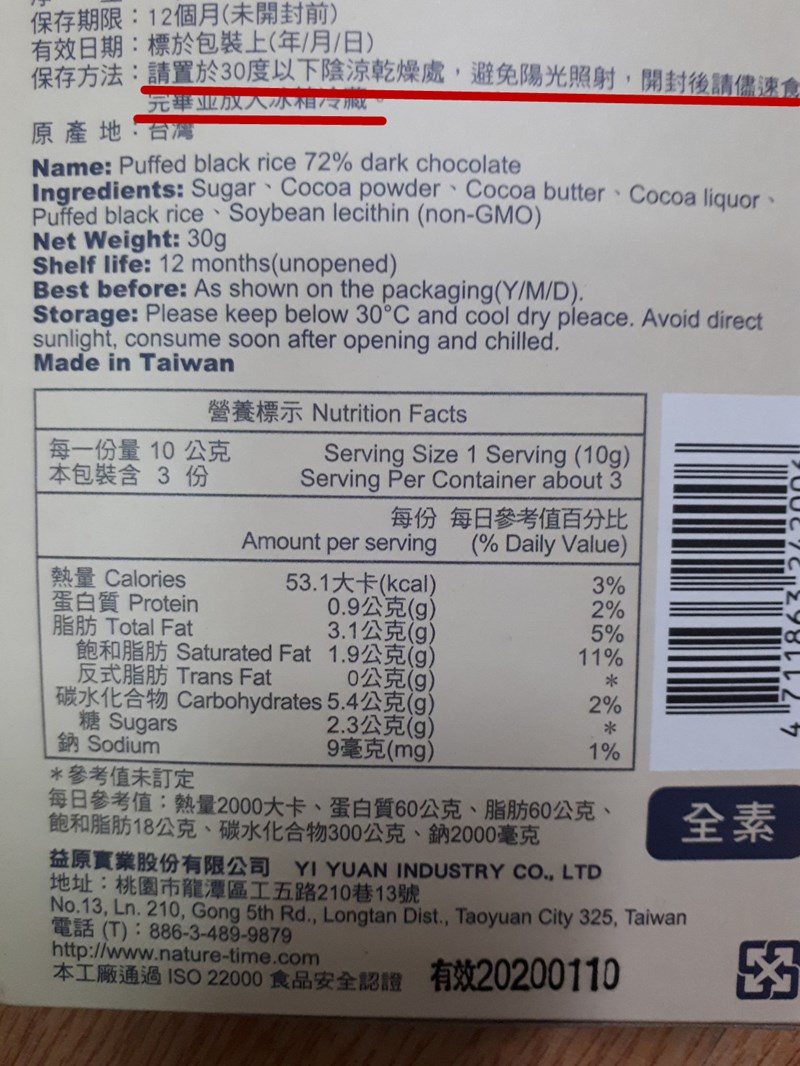 保存期限：12個月(未開封前)
有效日期：標於包裝上(年/月/日)
保存方法：請置於30度以下陰涼乾燥處，避免陽光照射，開封後請儘速食
完畢並放入冰箱冷藏。
原 產 地：台灣
Name: Puffed black rice 72% dark chocolate
Ingredients: Sugar、Cocoa powder、Cocoa butter、Cocoa liquor、
Puffed black rice、Soybean lecithin (non-GMO)
Net Weight: 30g
Shelf life: 12 months(unopened)
Best before: As shown on the packaging(Y/M/D).
Storage: Please keep below 30°C and cool dry pleace. Avoid direct
sunlight, consume soon after opening and chilled.
Made in Taiwan
營養標示 Nutrition Facts
每一份量 10 公克 Serving Size 1 Serving (10g)
本包裝含 3 份 Serving Per Container about 3
每份 每日參考值百分比
Amount per serving (% Daily Value)
熱量 Calories 53.1大卡(kcal) 3%
蛋白質 Protein 0.9公克(g) 2%
脂肪 Total Fat 3.1公克(g) 5%
飽和脂肪 Saturated Fat 1.9公克(g) 11%
反式脂肪 Trans Fat 0公克(g) *
碳水化合物 Carbohydrates 5.4公克(g) 2%
糖 Sugars 2.3公克(g) *
鈉 Sodium 9毫克(mg) 1%
*參考值未訂定
每日參考值：熱量2000大卡、蛋白質60公克、脂肪60公克、
飽和脂肪18公克、碳水化合物300公克、鈉2000毫克
全素
益原實業股份有限公司 YI YUAN INDUSTRY CO., LTD
地址：桃園市龍潭區工五路210巷13號
No.13, Ln. 210, Gong 5th Rd., Longtan Dist., Taoyuan City 325, Taiwan
電話 (T)：886-3-489-9879
http://www.nature-time.com
本工廠通過 ISO 22000 食品安全認證 有效20200110